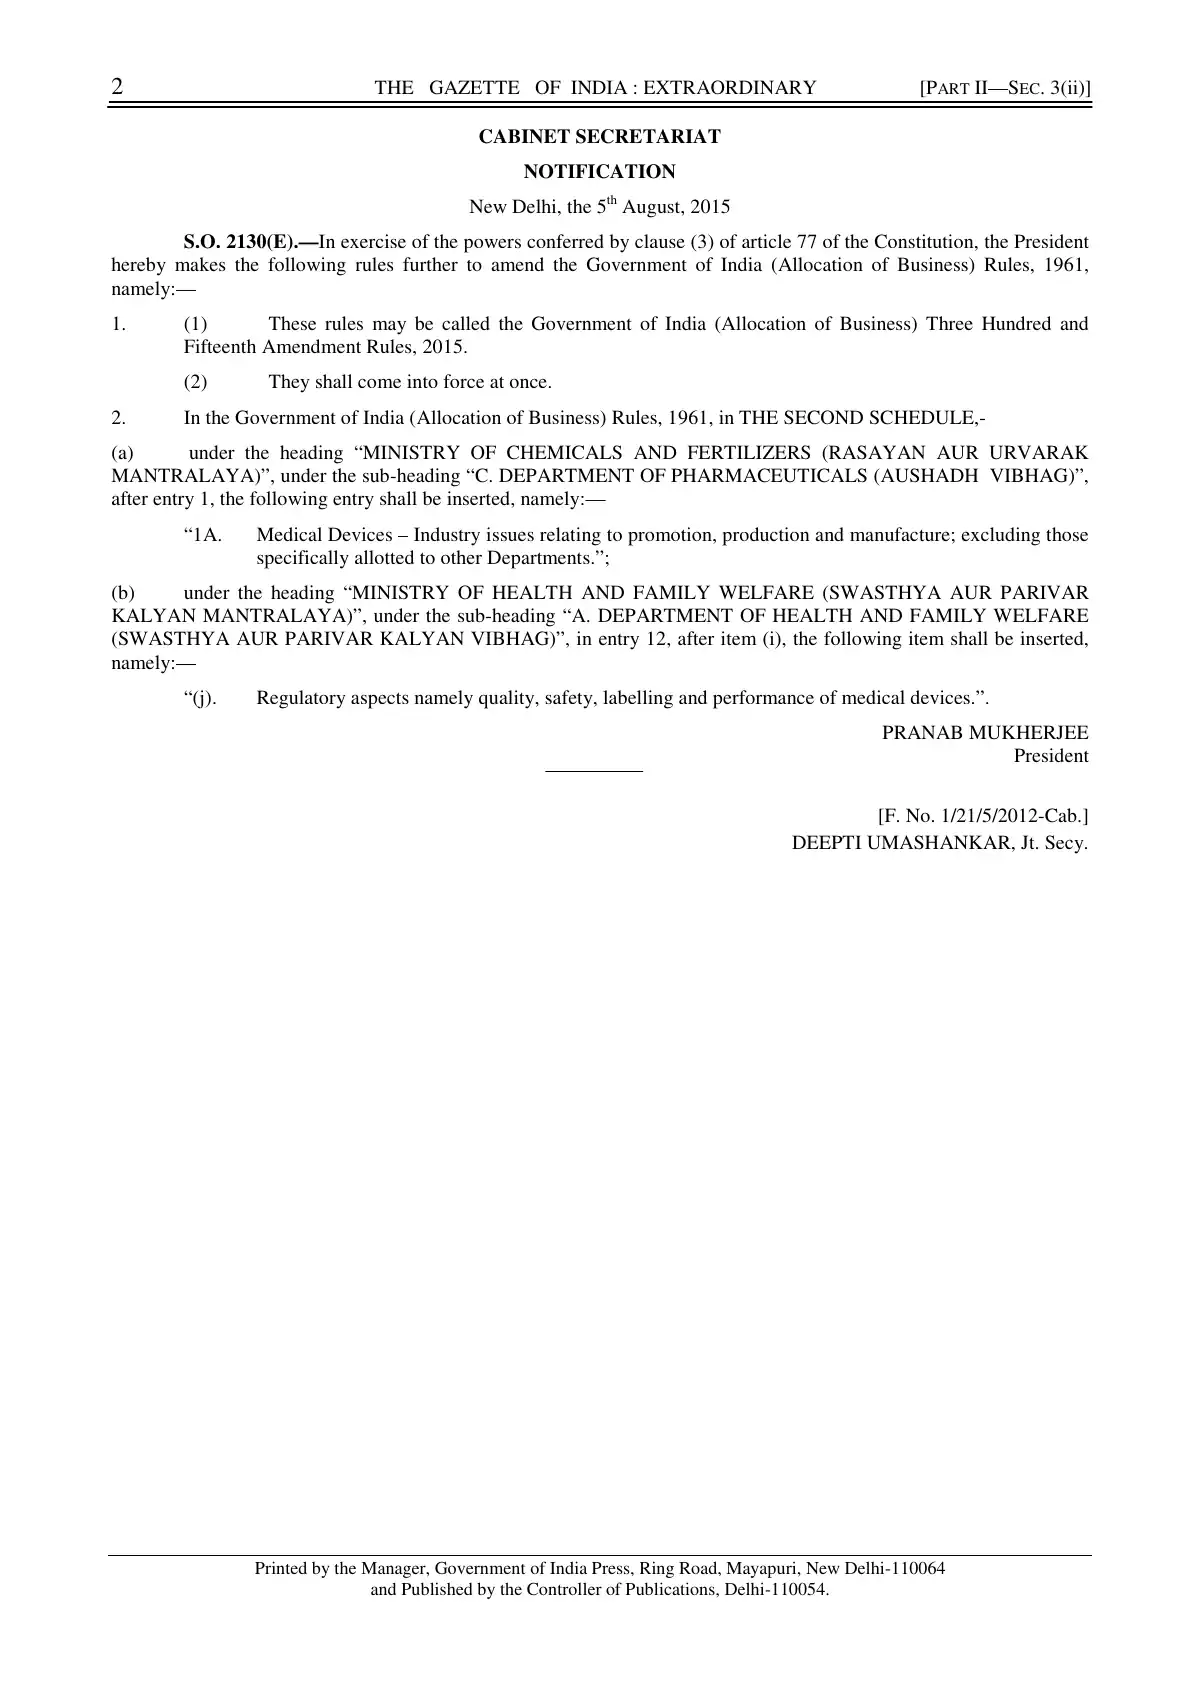 2 THE GAZETTE OF INDIA : EXTRAORDINARY [PART II—SEC. 3(ii)]
CABINET SECRETARIAT
NOTIFICATION
New Delhi, the 5th August, 2015
S.O. 2130(E).—In exercise of the powers conferred by clause (3) of article 77 of the Constitution, the President
hereby makes the following rules further to amend the Government of India (Allocation of Business) Rules, 1961,
namely:—
1. (1) These rules may be called the Government of India (Allocation of Business) Three Hundred and
Fifteenth Amendment Rules, 2015.
(2) They shall come into force at once.
2. In the Government of India (Allocation of Business) Rules, 1961, in THE SECOND SCHEDULE,-
(a) under the heading “MINISTRY OF CHEMICALS AND FERTILIZERS (RASAYAN AUR URVARAK
MANTRALAYA)”, under the sub-heading “C. DEPARTMENT OF PHARMACEUTICALS (AUSHADH VIBHAG)”,
after entry 1, the following entry shall be inserted, namely:—
“1A. Medical Devices – Industry issues relating to promotion, production and manufacture; excluding those
specifically allotted to other Departments.”;
(b) under the heading “MINISTRY OF HEALTH AND FAMILY WELFARE (SWASTHYA AUR PARIVAR
KALYAN MANTRALAYA)”, under the sub-heading “A. DEPARTMENT OF HEALTH AND FAMILY WELFARE
(SWASTHYA AUR PARIVAR KALYAN VIBHAG)”, in entry 12, after item (i), the following item shall be inserted,
namely:—
“(j). Regulatory aspects namely quality, safety, labelling and performance of medical devices.”.
PRANAB MUKHERJEE
President
[F. No. 1/21/5/2012-Cab.]
DEEPTI UMASHANKAR, Jt. Secy.
Printed by the Manager, Government of India Press, Ring Road, Mayapuri, New Delhi-110064
and Published by the Controller of Publications, Delhi-110054.